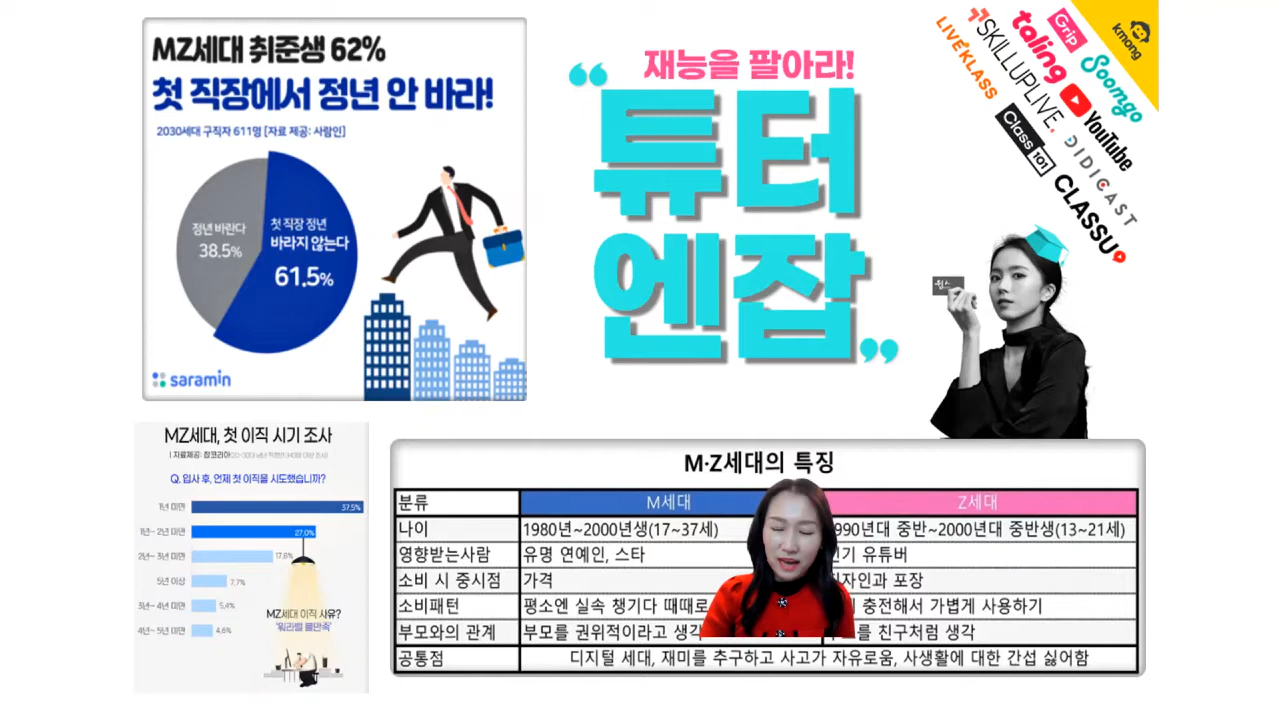 MZ세대 취준생 62%
첫 직장에서 정년 안 바라!
2030세대 구직자 611명 [자료 제공: 사람인]
정년 바란다
38.5%
첫 직장 정년
바라지 않는다
61.5%
saramin
재능을 팔아라!
“튜터
엔잡”
LIVEKLASS
SKILLUPLIVE.
taling
Grip
kmong
Soomgo
YouTube
Class 101
DIDICAST
CLASSU
MZ세대, 첫 이직 시기 조사
자료제공: 잡코리아
Q. 입사 후, 언제 첫 이직을 시도했습니까?
1년 미만 37.5%
1년~2년 미만 27.0%
2년~3년 미만 17.8%
5년 이상 7.7%
3년~4년 미만 5.4%
4년~5년 미만 4.6%
MZ세대 이직 사유?
'워라밸 불만족'
M·Z세대의 특징
분류 M세대 Z세대
나이 1980년~2000년생(17~37세) 990년대 중반~2000년대 중반생(13~21세)
영향받는사람 유명 연예인, 스타 기 유튜버
소비 시 중시점 가격 자인과 포장
소비패턴 평소엔 실속 챙기다 때때로 충전해서 가볍게 사용하기
부모와의 관계 부모를 권위적이라고 생각 를 친구처럼 생각
공통점 디지털 세대, 재미를 추구하고 사고가 자유로움, 사생활에 대한 간섭 싫어함